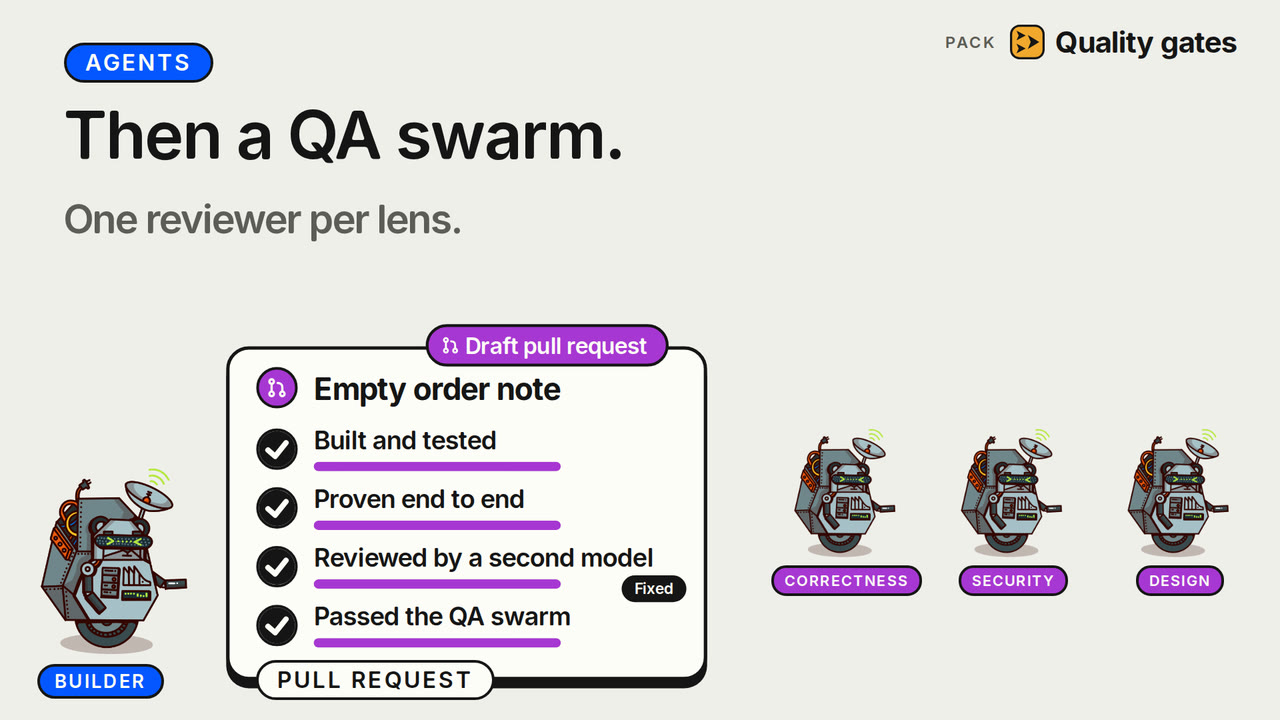 AGENTS
PACK Quality gates
Then a QA swarm.
One reviewer per lens.
Draft pull request
Empty order note
Built and tested
Proven end to end
Reviewed by a second model
Fixed
Passed the QA swarm
PULL REQUEST
BUILDER
CORRECTNESS
SECURITY
DESIGN